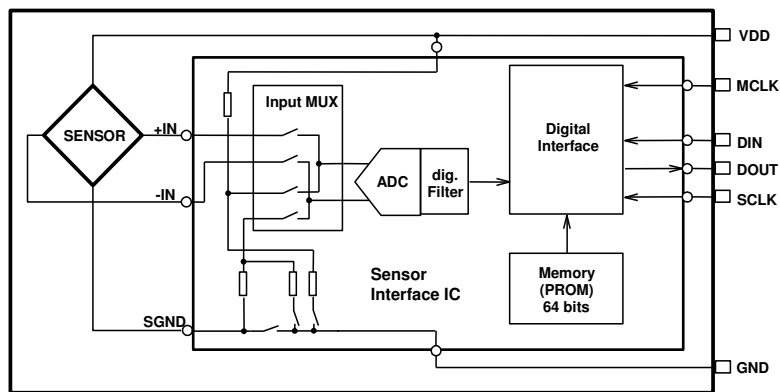 VDD
MCLK
Input MUX
SENSOR
+IN
Digital
Interface
DIN
ADC
dig.
Filter
DOUT
-IN
SCLK
Sensor
Interface IC
Memory
(PROM)
64 bits
SGND
GND